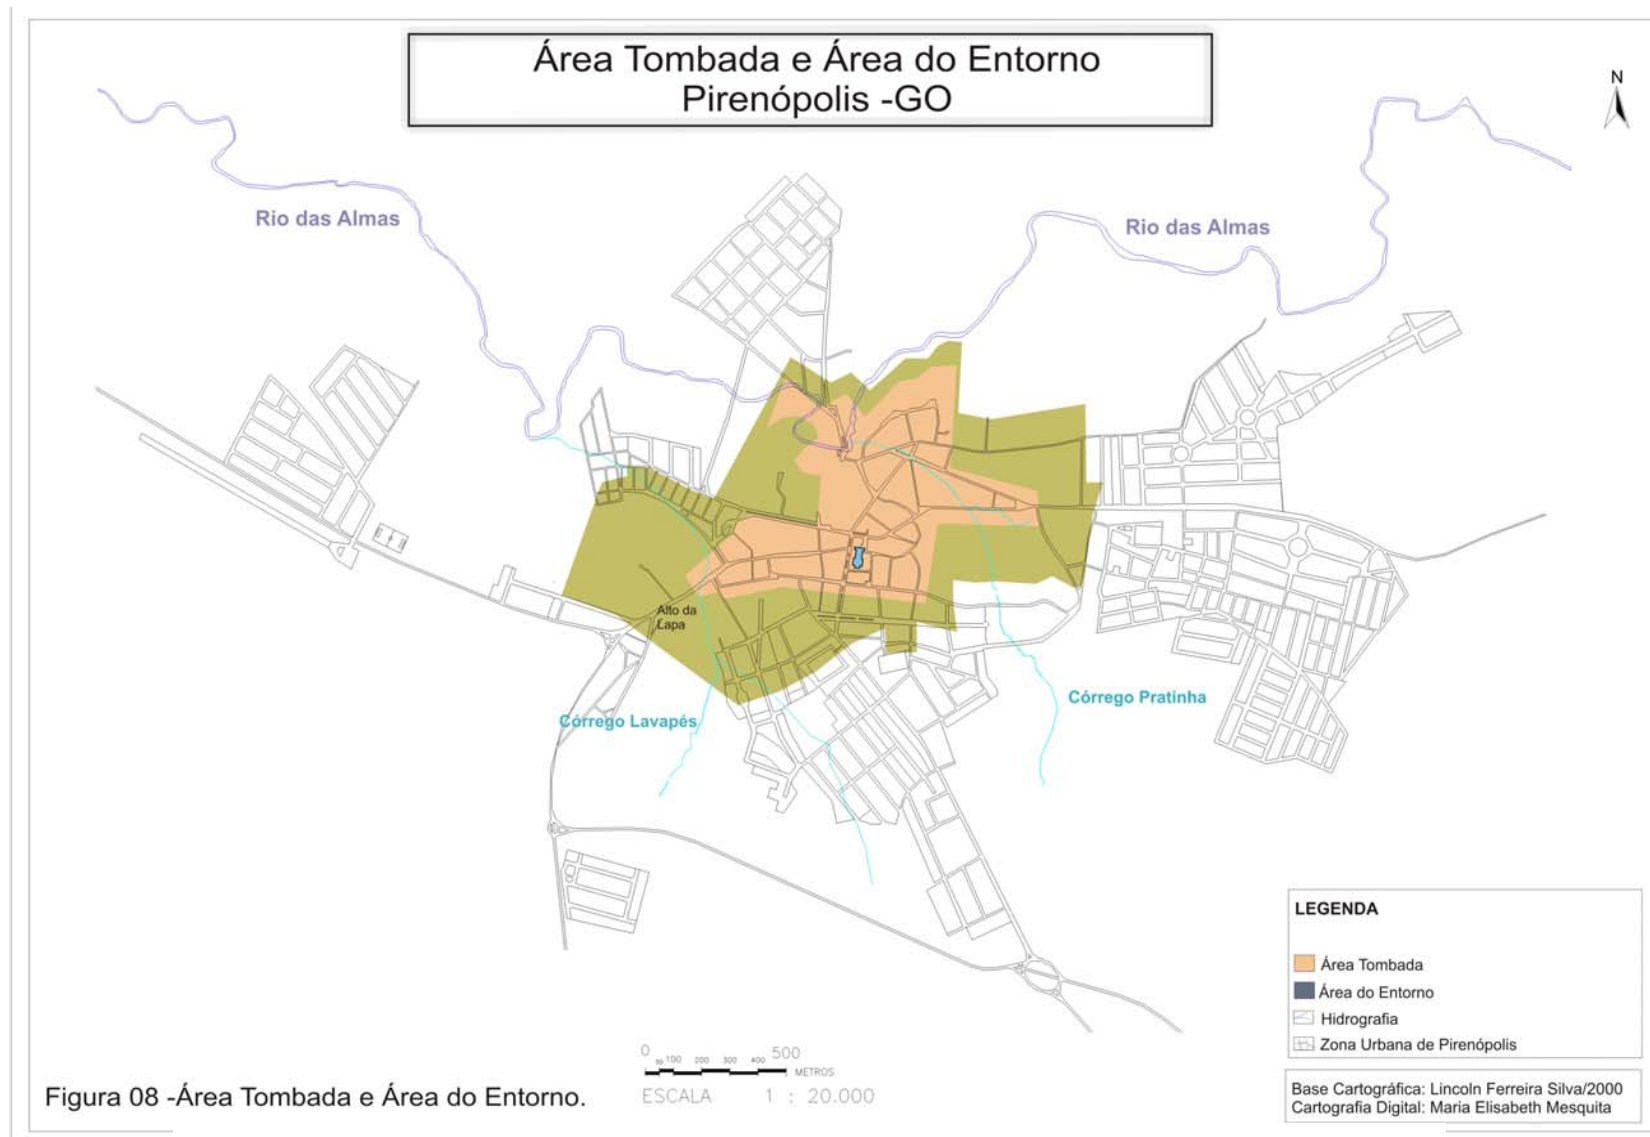 Área Tombada e Área do Entorno
Pirenópolis -GO
N
Rio das Almas
Rio das Almas
Alto da
Lapa
Córrego Pratinha
Córrego Lavapés
LEGENDA
Área Tombada
Área do Entorno
Hidrografia
Zona Urbana de Pirenópolis
0 50 100 200 300 400 500
METROS
ESCALA 1 : 20.000
Base Cartográfica: Lincoln Ferreira Silva/2000
Cartografia Digital: Maria Elisabeth Mesquita
Figura 08 -Área Tombada e Área do Entorno.